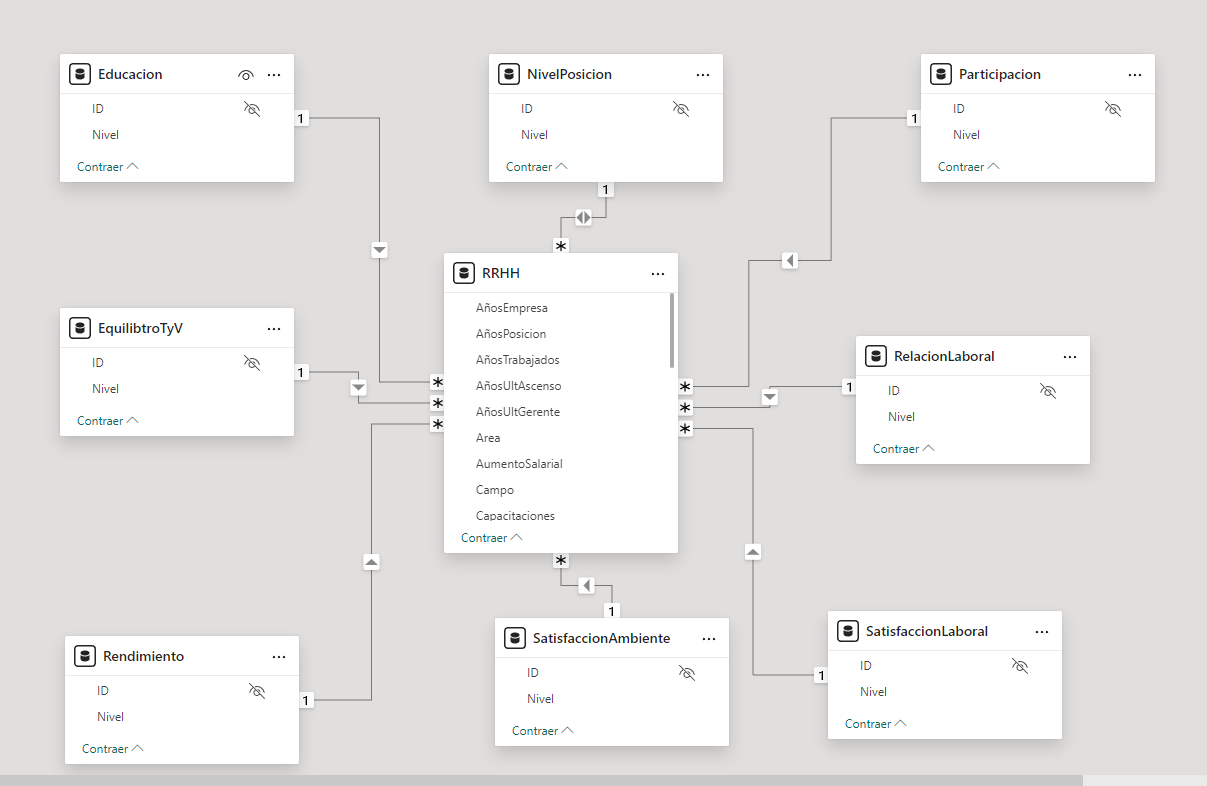 Educacion
ID
Nivel
Contraer
1
NivelPosicion
ID
Nivel
Contraer
1
*
Participacion
ID
Nivel
Contraer
1
EquilibtroTyV
ID
Nivel
Contraer
1
RRHH
AñosEmpresa
AñosPosicion
AñosTrabajados
AñosUltAscenso
AñosUltGerente
Area
AumentoSalarial
Campo
Capacitaciones
Contraer
*
*
*
*
*
*
*
RelacionLaboral
ID
Nivel
Contraer
1
Rendimiento
ID
Nivel
Contraer
1
1
SatisfaccionAmbiente
ID
Nivel
Contraer
SatisfaccionLaboral
ID
Nivel
Contraer
1